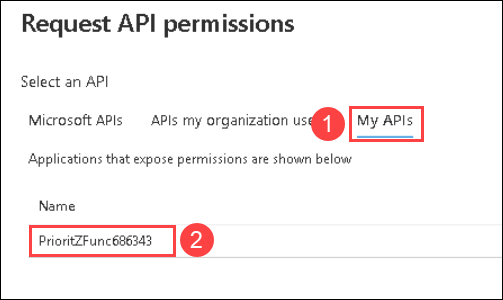 Request API permissions
Select an API
Microsoft APIs APIs my organization use 1 My APIs
Applications that expose permissions are shown below
Name
PrioritZFunc686343 2